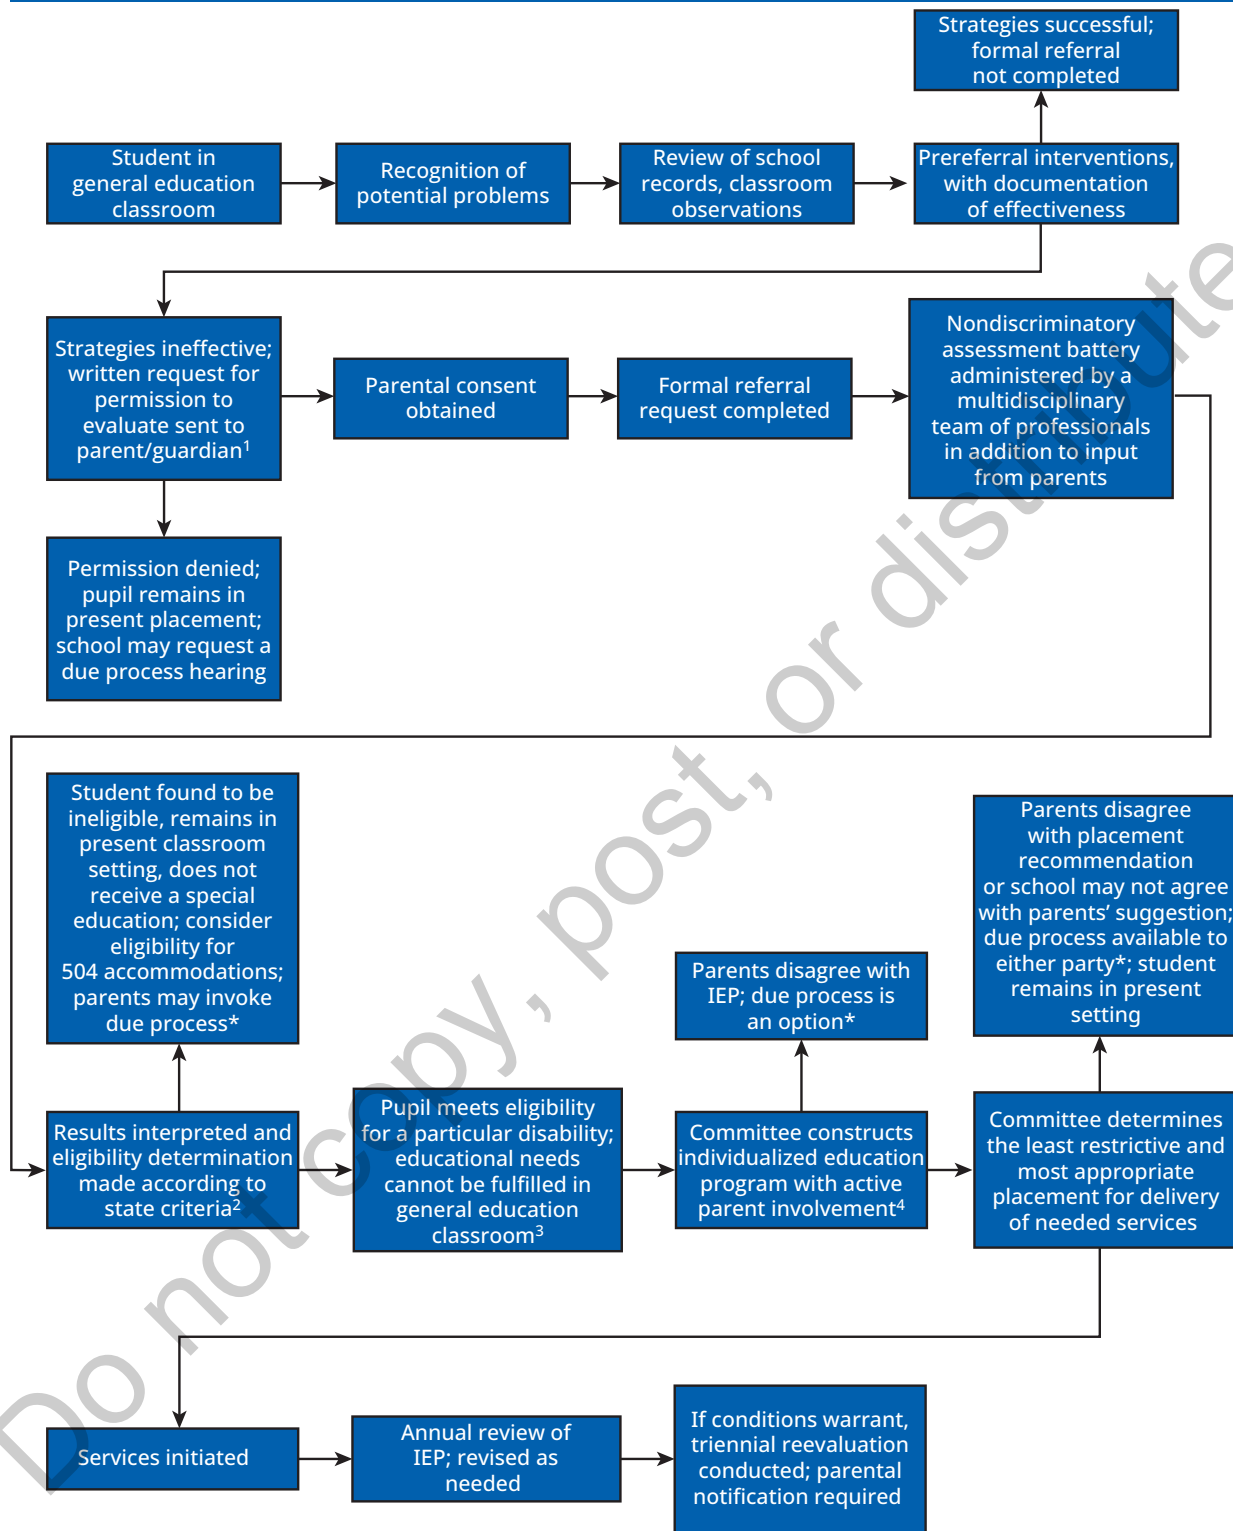 Strategies successful;
formal referral
not completed
Student in
general education
classroom
Recognition of
potential problems
Review of school
records, classroom
observations
Prereferral interventions,
with documentation
of effectiveness
Strategies ineffective;
written request for
permission to
evaluate sent to
parent/guardian¹
Parental consent
obtained
Formal referral
request completed
Nondiscriminatory
assessment battery
administered by a
multidisciplinary
team of professionals
in addition to input
from parents
Permission denied;
pupil remains in
present placement;
school may request a
due process hearing
Student found to be
ineligible, remains in
present classroom
setting, does not
receive a special
education; consider
eligibility for
504 accommodations;
parents may invoke
due process*
Parents disagree with
IEP; due process is
an option*
Parents disagree
with placement
recommendation
or school may not agree
with parents’ suggestion;
due process available to
either party*; student
remains in present
setting
Results interpreted and
eligibility determination
made according to
state criteria²
Pupil meets eligibility
for a particular disability;
educational needs
cannot be fulfilled in
general education
classroom³
Committee constructs
individualized education
program with active
parent involvement⁴
Committee determines
the least restrictive and
most appropriate
placement for delivery
of needed services
Services initiated
Annual review of
IEP; revised as
needed
If conditions warrant,
triennial reevaluation
conducted; parental
notification required
Do not copy, post, or distribute